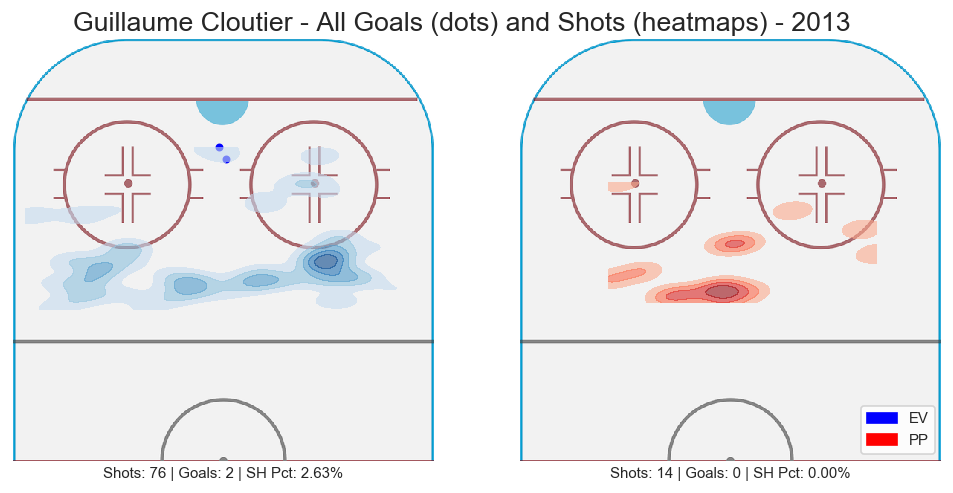 Guillaume Cloutier - All Goals (dots) and Shots (heatmaps) - 2013
EV
PP
Shots: 76 | Goals: 2 | SH Pct: 2.63%
Shots: 14 | Goals: 0 | SH Pct: 0.00%